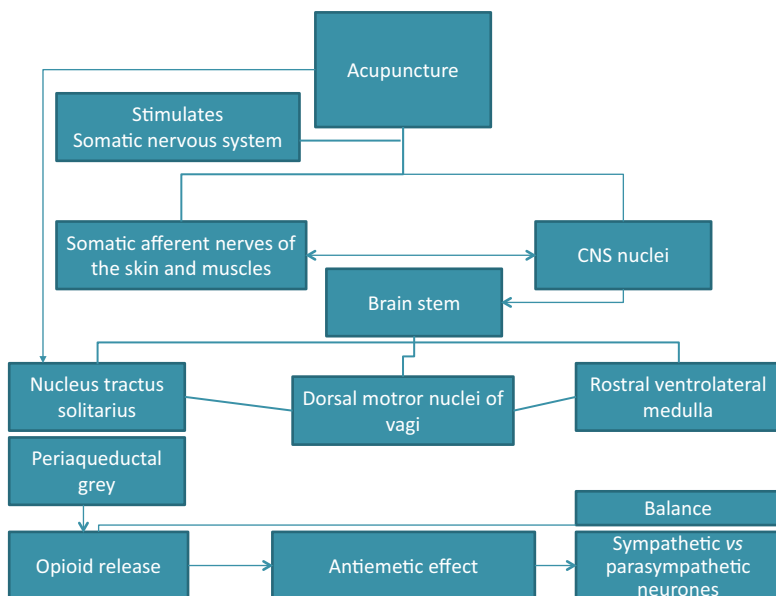 Acupuncture
Stimulates
Somatic nervous system
Somatic afferent nerves of
the skin and muscles
CNS nuclei
Brain stem
Nucleus tractus
solitarius
Dorsal motror nuclei of
vagi
Rostral ventrolateral
medulla
Periaqueductal
grey
Balance
Opioid release
Antiemetic effect
Sympathetic vs
parasympathetic
neurones